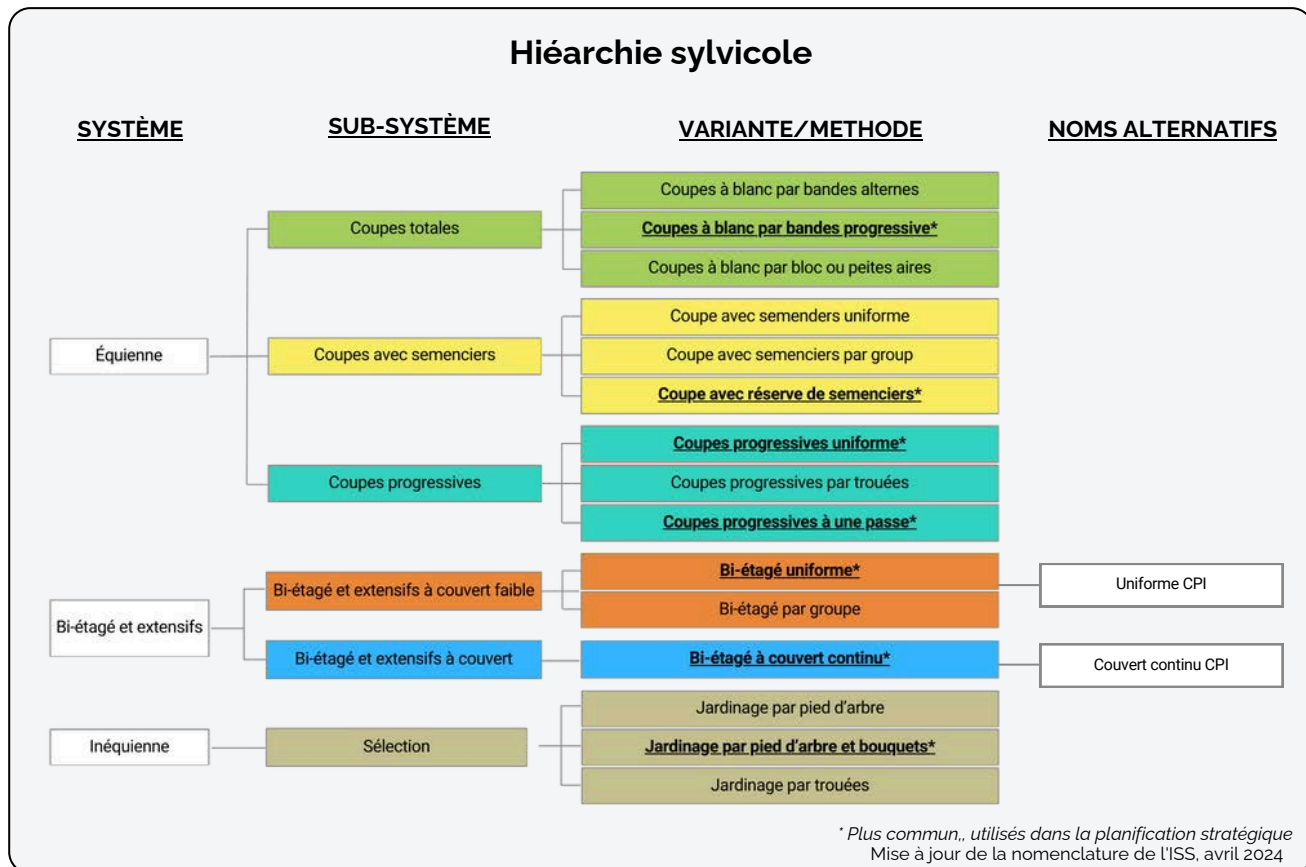 Hiéarchie sylvicole
SYSTÈME
SUB-SYSTÈME
VARIANTE/METHODE
NOMS ALTERNATIFS
Équienne
Coupes totales
Coupes à blanc par bandes alternes
Coupes à blanc par bandes progressive*
Coupes à blanc par bloc ou peites aires
Coupes avec semenciers
Coupe avec semenders uniforme
Coupe avec semenciers par group
Coupe avec réserve de semenciers*
Coupes progressives
Coupes progressives uniforme*
Coupes progressives par trouées
Coupes progressives à une passe*
Bi-étagé et extensifs
Bi-étagé et extensifs à couvert faible
Bi-étagé uniforme*
Uniforme CPI
Bi-étagé par groupe
Bi-étagé et extensifs à couvert
Bi-étagé à couvert continu*
Couvert continu CPI
Inéquienne
Sélection
Jardinage par pied d'arbre
Jardinage par pied d'arbre et bouquets*
Jardinage par trouées
* Plus commun,, utilisés dans la planification stratégique
Mise à jour de la nomenclature de l'ISS, avril 2024